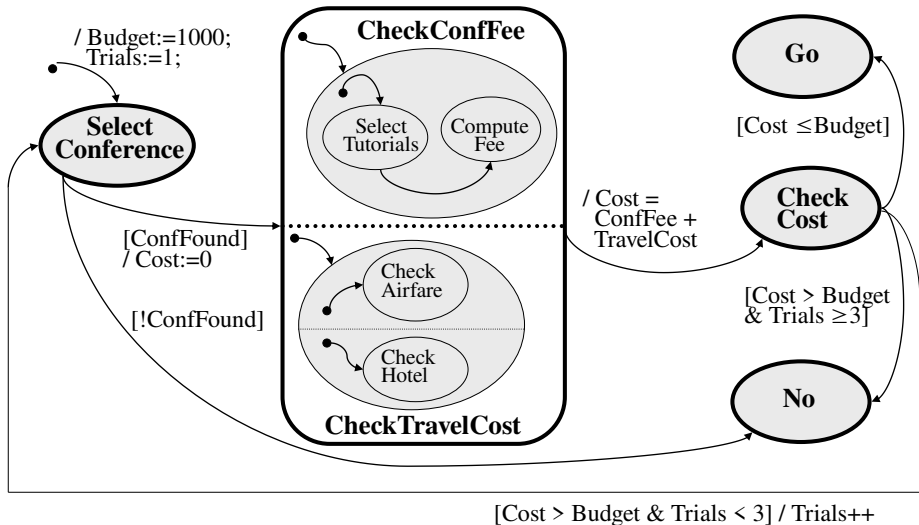 / Budget:=1000;
Trials:=1;
Select
Conference
[ConfFound]
/ Cost:=0
[!ConfFound]
CheckConfFee
Select
Tutorials
Compute
Fee
Check
Airfare
Check
Hotel
CheckTravelCost
/ Cost =
ConfFee +
TravelCost
Go
[Cost ≤Budget]
Check
Cost
[Cost > Budget
& Trials ≥3]
No
[Cost > Budget & Trials < 3] / Trials++